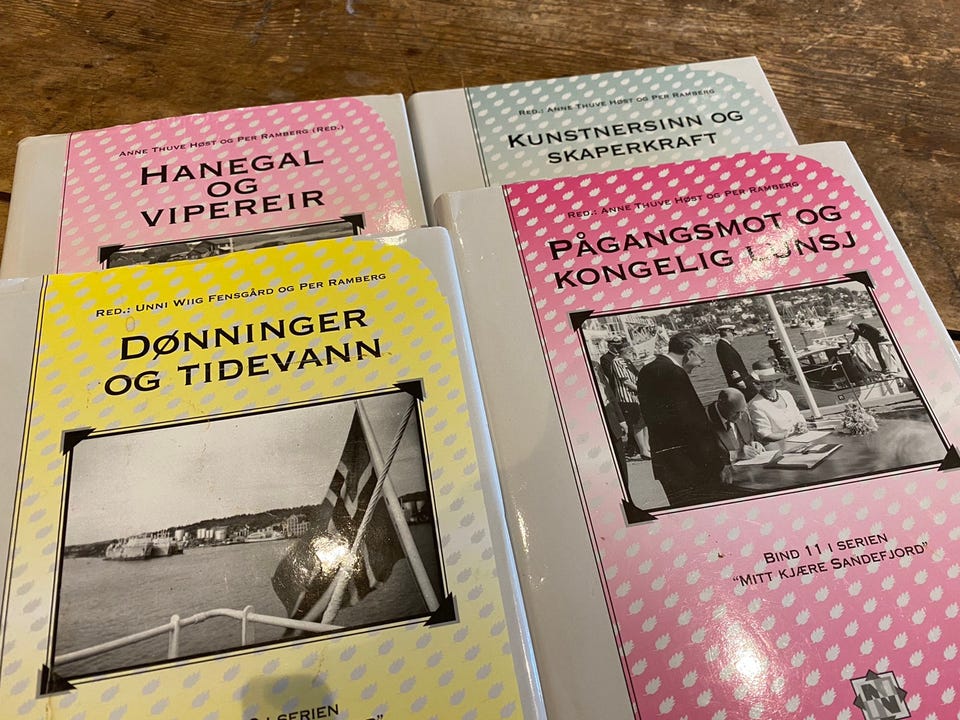 Anne Thuve Høst og Per Ramberg (Red.)
Hanegal
og
vipereir
Red.: Anne Thuve Høst og Per Ramberg
Kunstnersinn og
skaperkraft
Red.: Unni Wiig Fensgård og Per Ramberg
Dønninger
og tidevann
i serien
Red.: Anne Thuve Høst og Per Ramberg
Pågangsmot og
kongelig lunsj
Bind 11 i serien
"Mitt kjære Sandefjord"